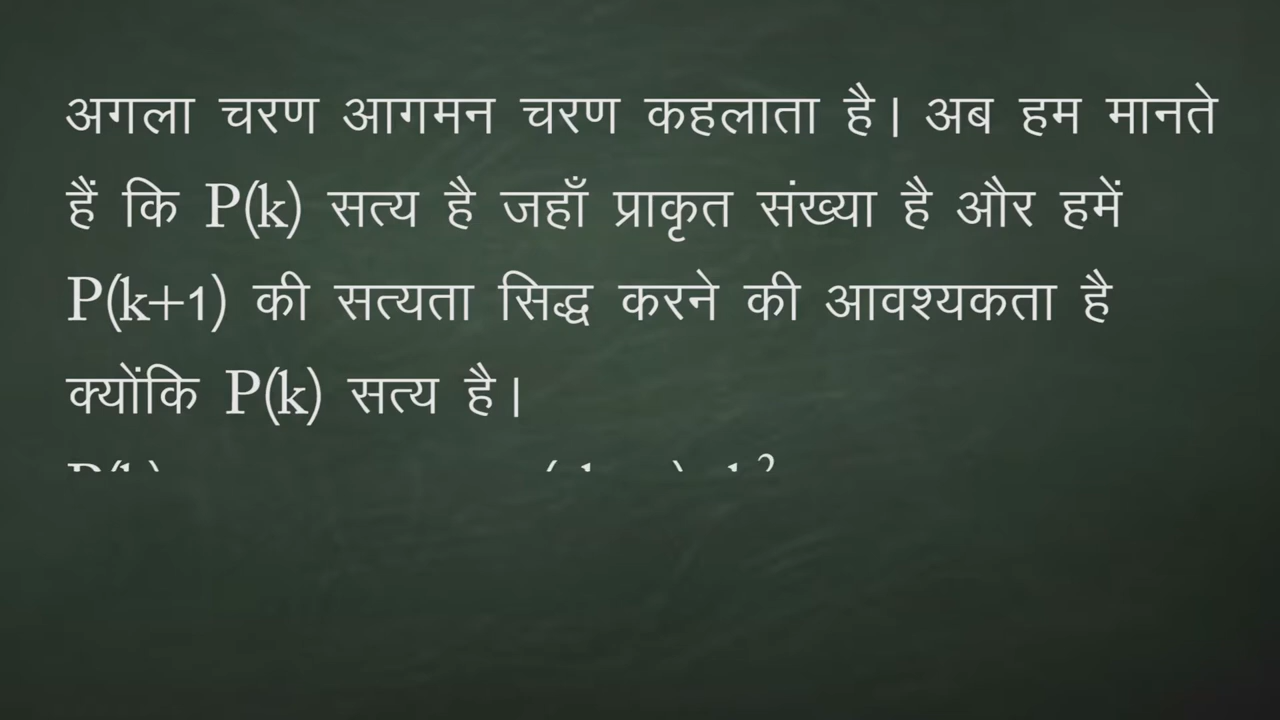 अगला चरण आगमन चरण कहलाता है। अब हम मानते
हैं कि P(k) सत्य है जहाँ प्राकृत संख्या है और हमें
P(k+1) की सत्यता सिद्ध करने की आवश्यकता है
क्योंकि P(k) सत्य है।